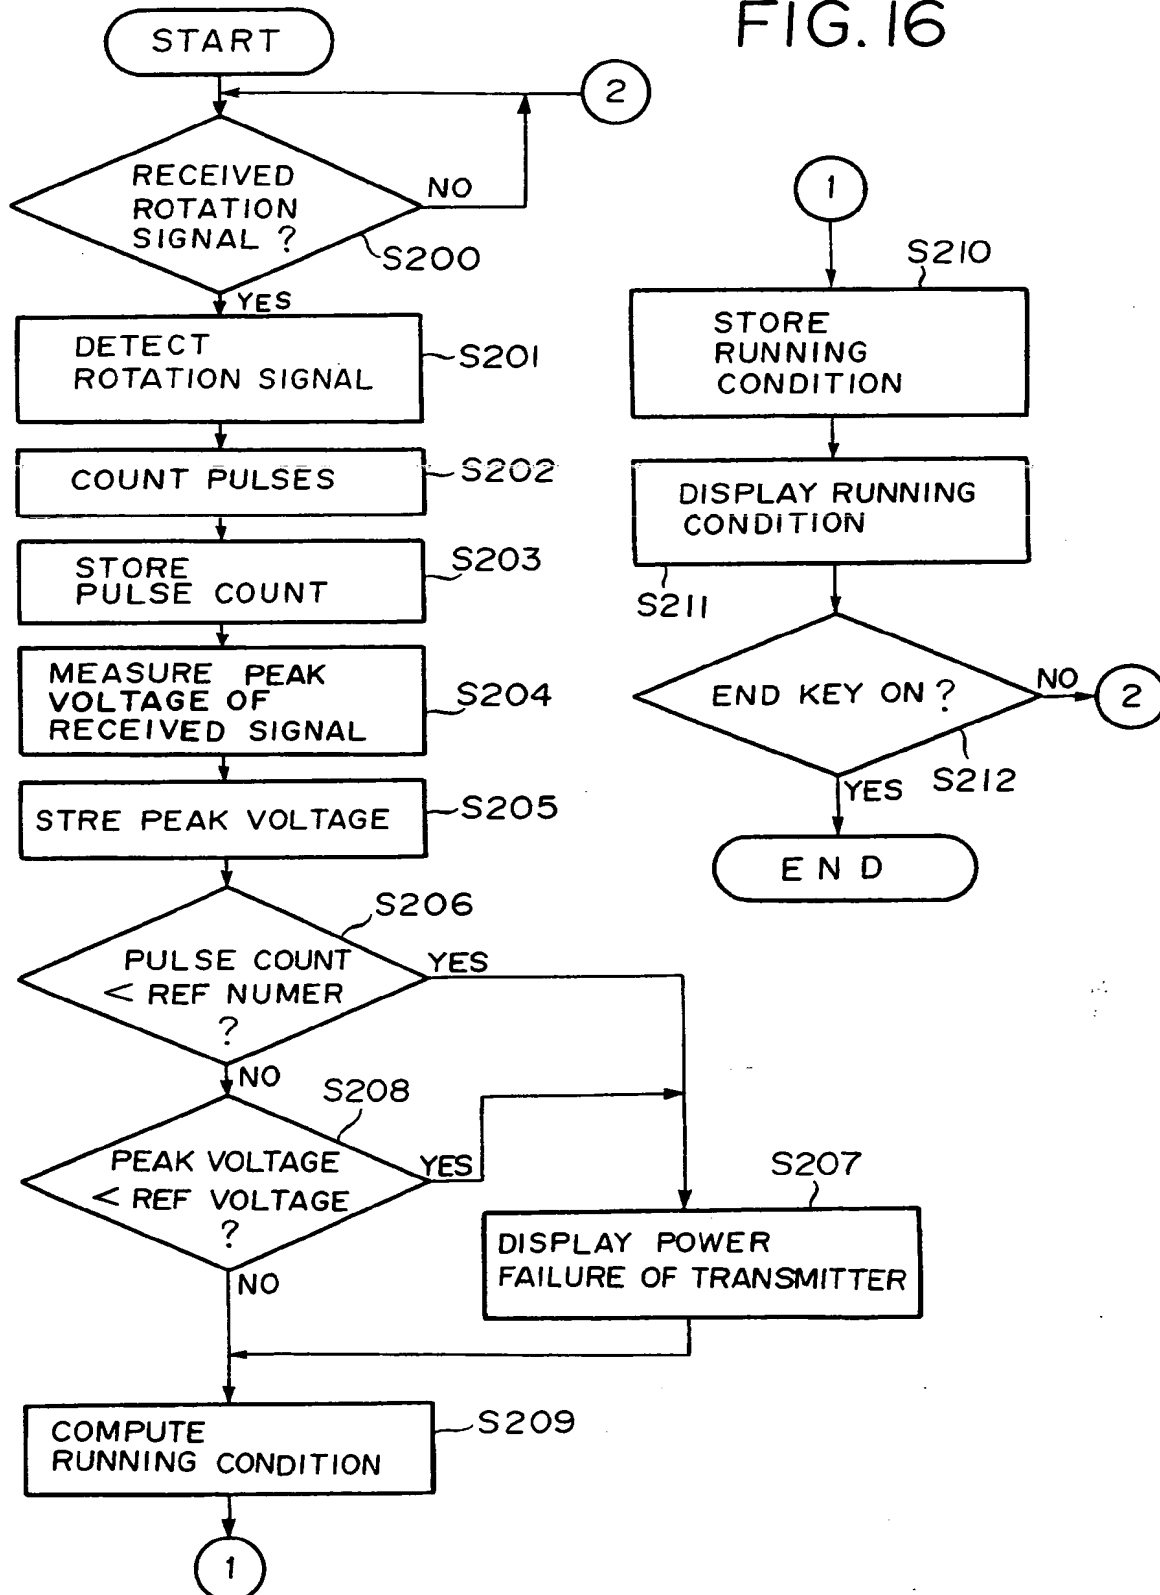 FIG. 16
START
2
RECEIVED
ROTATION
SIGNAL ?
NO
S200
YES
DETECT
ROTATION SIGNAL
S201
COUNT PULSES
S202
STORE
PULSE COUNT
S203
MEASURE PEAK
VOLTAGE OF
RECEIVED SIGNAL
S204
STRE PEAK VOLTAGE
S205
S206
PULSE COUNT
< REF NUMER
?
YES
NO
S208
PEAK VOLTAGE
< REF VOLTAGE
?
YES
NO
S207
DISPLAY POWER
FAILURE OF TRANSMITTER
COMPUTE
RUNNING CONDITION
S209
1
1
S210
STORE
RUNNING
CONDITION
DISPLAY RUNNING
CONDITION
S211
END KEY ON ?
NO
2
S212
YES
END